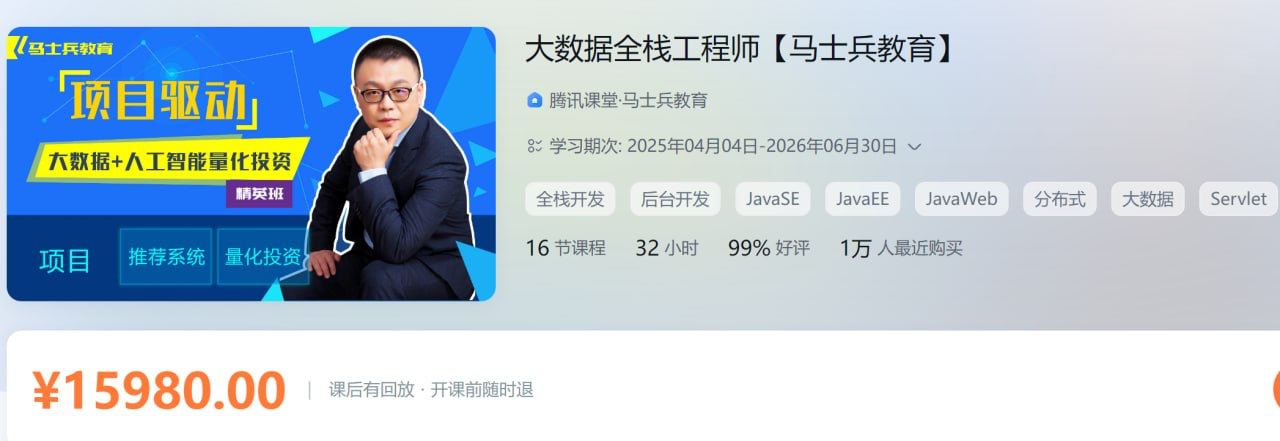 马士兵教育
项目驱动
大数据+人工智能量化投资
精英班
项目 推荐系统 量化投资
大数据全栈工程师【马士兵教育】
腾讯课堂·马士兵教育
学习期次: 2025年04月04日-2026年06月30日
全栈开发 后台开发 JavaSE JavaEE JavaWeb 分布式 大数据 Servlet
16 节课程 32 小时 99% 好评 1万 人最近购买
¥15980.00 | 课后有回放 · 开课前随时退